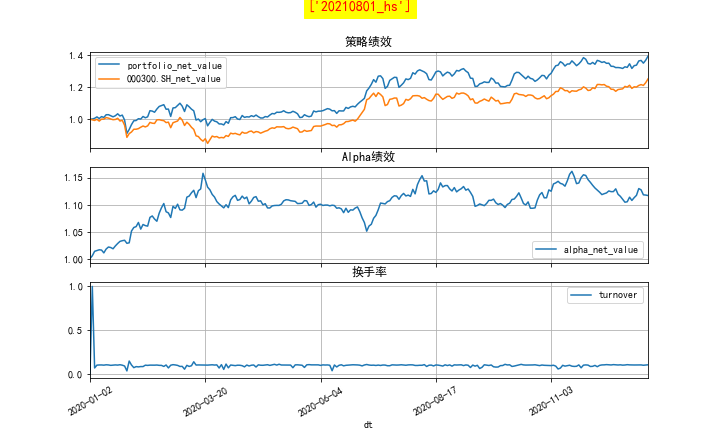 ['20210801_hs']
策略绩效
portfolio_net_value
000300.SH_net_value
1.4
1.2
1.0
Alpha绩效
1.15
1.10
1.05
1.00
alpha_net_value
换手率
turnover
1.0
0.5
0.0
2020-01-02
2020-03-20
2020-06-04
2020-08-17
2020-11-03
dt